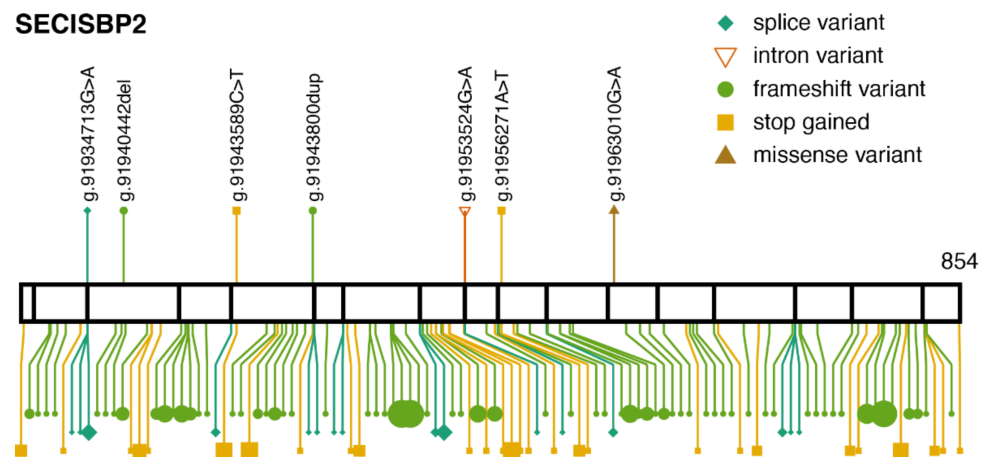 SECISBP2
splice variant
intron variant
frameshift variant
stop gained
missense variant
g.91934713G>A
g.91940442del
g.91943589C>T
g.91943800dup
g.91953524G>A
g.91956271A>T
g.91963010G>A
854